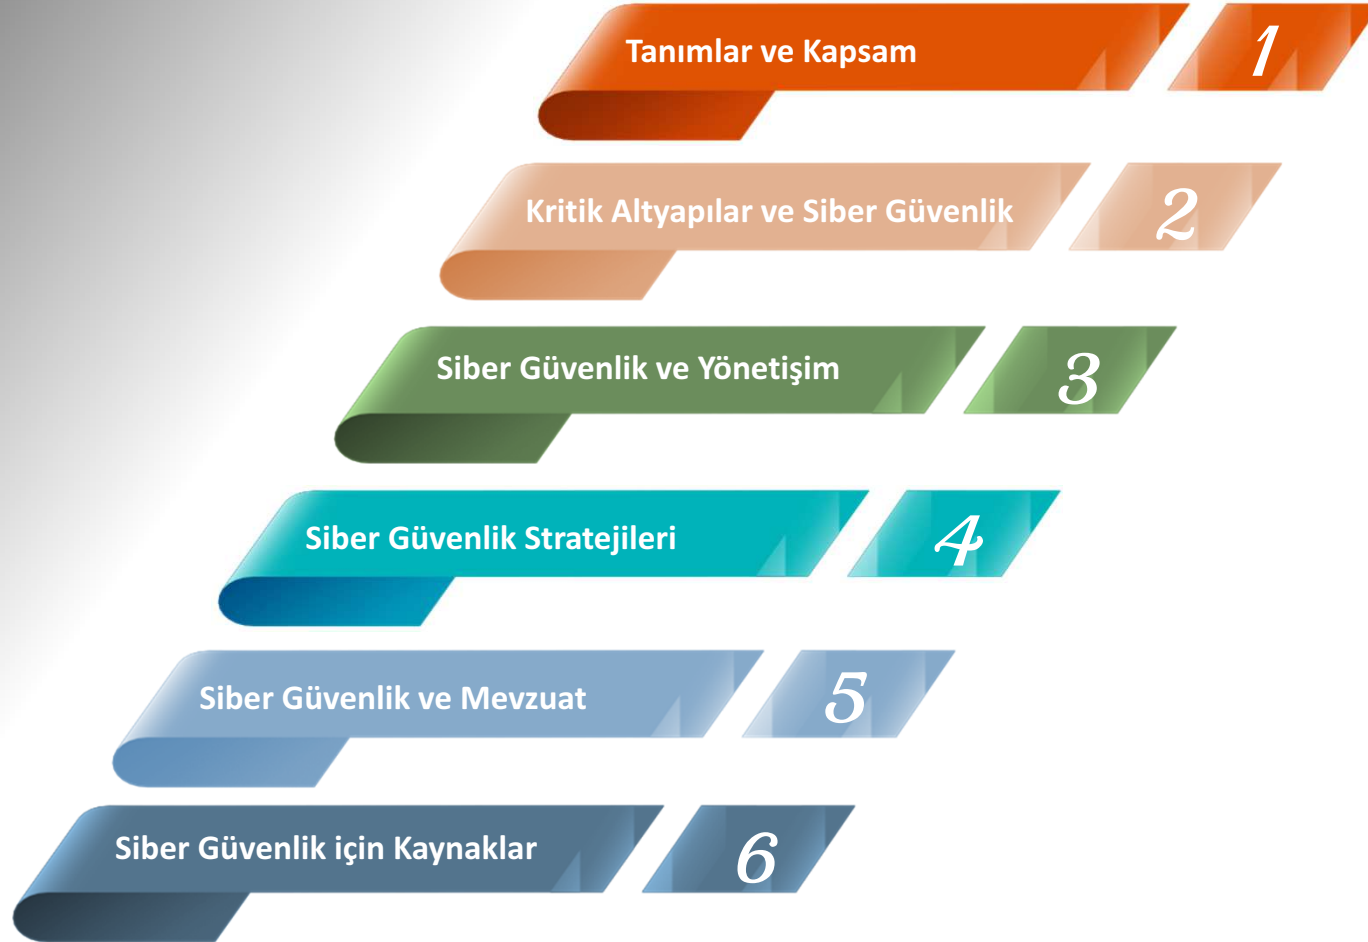 Tanımlar ve Kapsam 1
Kritik Altyapılar ve Siber Güvenlik 2
Siber Güvenlik ve Yönetişim 3
Siber Güvenlik Stratejileri 4
Siber Güvenlik ve Mevzuat 5
Siber Güvenlik için Kaynaklar 6